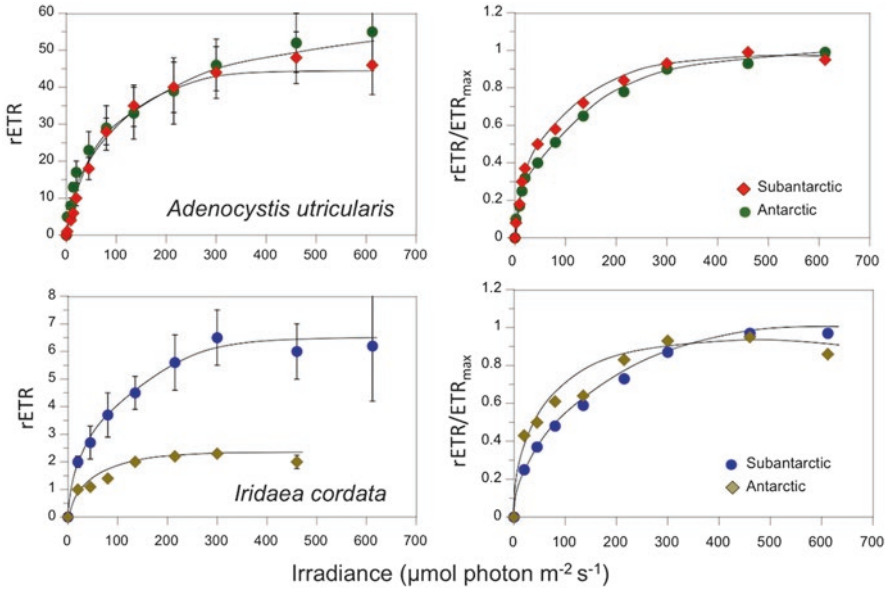 60
50
40
30
20
10
0
rETR
0 100 200 300 400 500 600 700
Adenocystis utricularis
1.2
1
0.8
0.6
0.4
0.2
0
rETR/ETRmax
0 100 200 300 400 500 600 700
Subantarctic
Antarctic
8
7
6
5
4
3
2
1
0
rETR
0 100 200 300 400 500 600 700
Iridaea cordata
1.2
1
0.8
0.6
0.4
0.2
0
rETR/ETRmax
0 100 200 300 400 500 600 700
Subantarctic
Antarctic
Irradiance (µmol photon m⁻² s⁻¹)